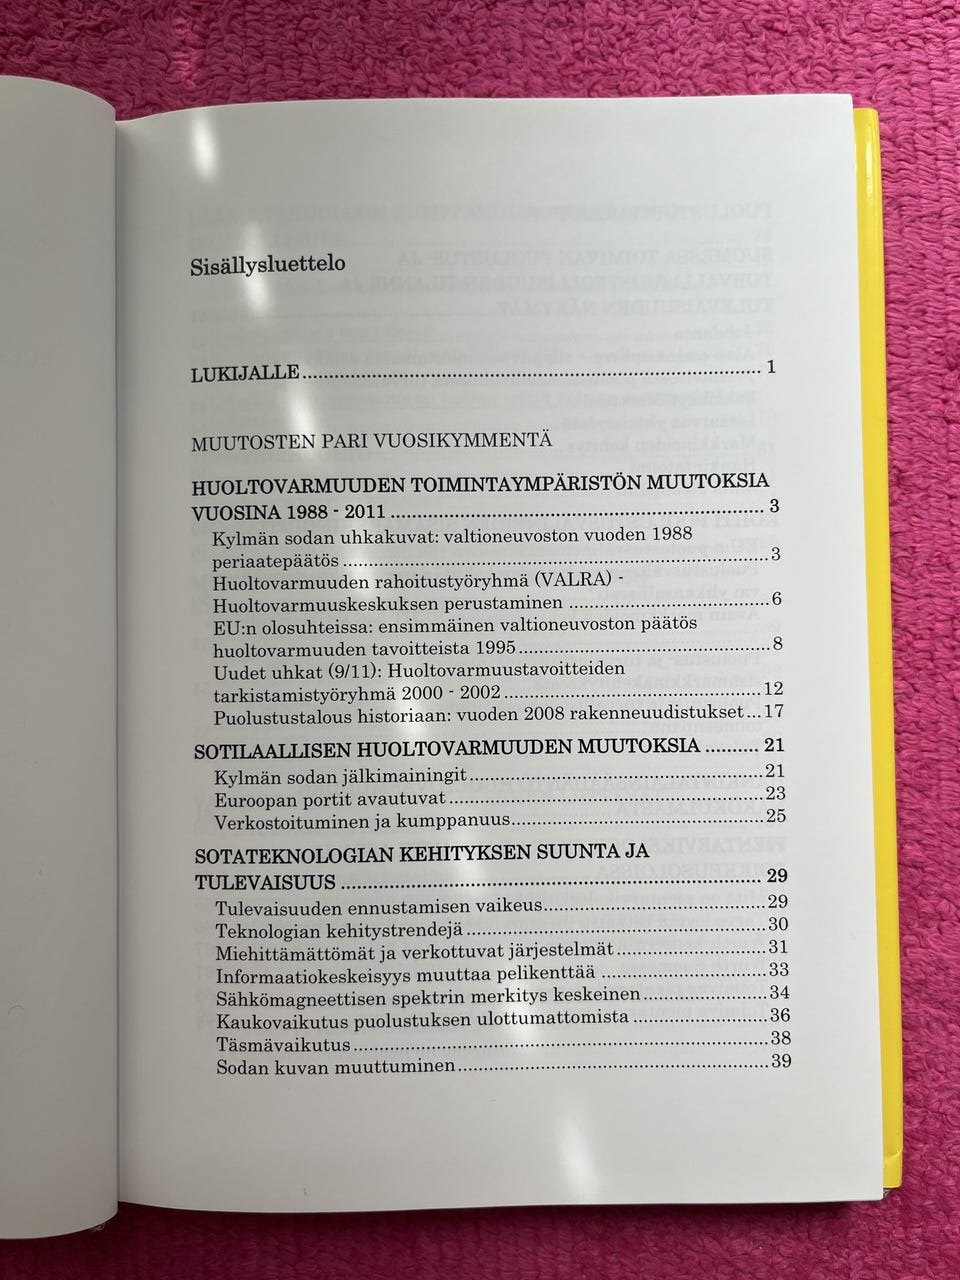 Sisällysluettelo
LUKIJALLE........................................................................................ 1
MUUTOSTEN PARI VUOSIKYMMENTÄ
HUOLTOVARMUUDEN TOIMINTAYMPÄRISTÖN MUUTOKSIA
VUOSINA 1988 - 2011 ....................................................................... 3
Kylmän sodan uhkakuvat: valtioneuvoston vuoden 1988
periaatepäätös ................................................................................3
Huoltovarmuuden rahoitustyöryhmä (VALRA) -
Huoltovarmuuskeskuksen perustaminen ......................................6
EU:n olosuhteissa: ensimmäinen valtioneuvoston päätös
huoltovarmuuden tavoitteista 1995................................................8
Uudet uhkat (9/11): Huoltovarmuustavoitteiden
tarkistamistyöryhmä 2000 - 2002.................................................12
Puolustustalous historiaan: vuoden 2008 rakenneuudistukset...17
SOTILAALLISEN HUOLTOVARMUUDEN MUUTOKSIA ......... 21
Kylmän sodan jälkimainingit........................................................21
Euroopan portit avautuvat ............................................................23
Verkostoituminen ja kumppanuus................................................25
SOTATEKNOLOGIAN KEHITYKSEN SUUNTA JA
TULEVAISUUS ................................................................................ 29
Tulevaisuuden ennustamisen vaikeus...........................................29
Teknologian kehitystrendejä .........................................................30
Miehittämättömät ja verkottuvat järjestelmät.............................31
Informaatiokeskeisyys muuttaa pelikenttää ................................33
Sähkömagneettisen spektrin merkitys keskeinen........................34
Kaukovaikutus puolustuksen ulottumattomista ..........................36
Täsmävaikutus................................................................................38
Sodan kuvan muuttuminen............................................................39